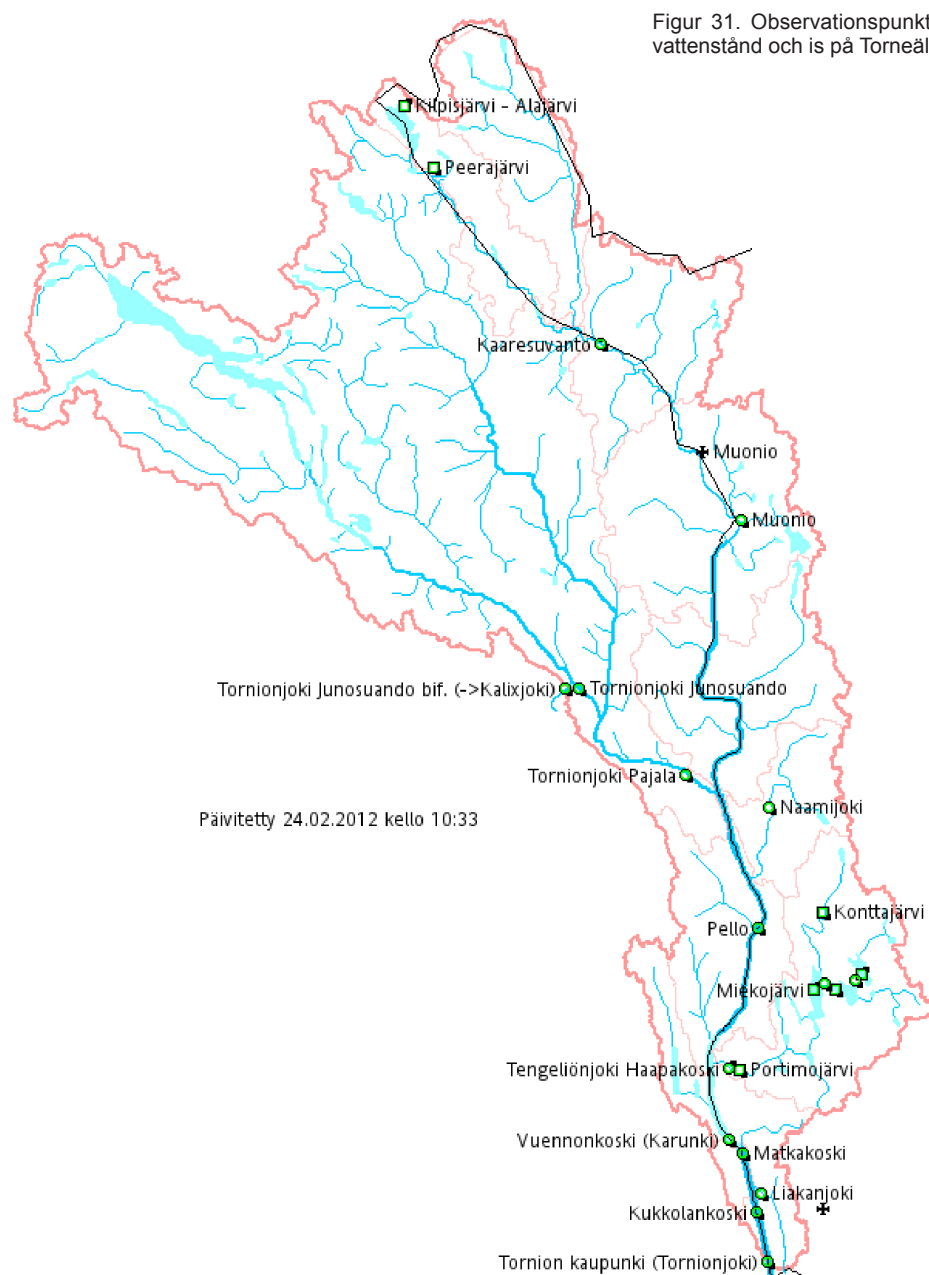 Figur 31. Observationspunkt
vattenstånd och is på Torneäl
Kilpisjärvi - Alajärvi
Peerajärvi
Kaaresuvanto
Muonio
Muonio
Tornionjoki Junosuando bif. (->Kalixjoki)
Tornionjoki Junosuando
Tornionjoki Pajala
Naamijoki
Päivitetty 24.02.2012 kello 10:33
Konttajärvi
Pello
Miekojärvi
Tengeliönjoki Haapakoski
Portimojärvi
Vuennonkoski (Karunki)
Matkakoski
Liakanjoki
Kukkolankoski
Tornion kaupunki (Tornionjoki)